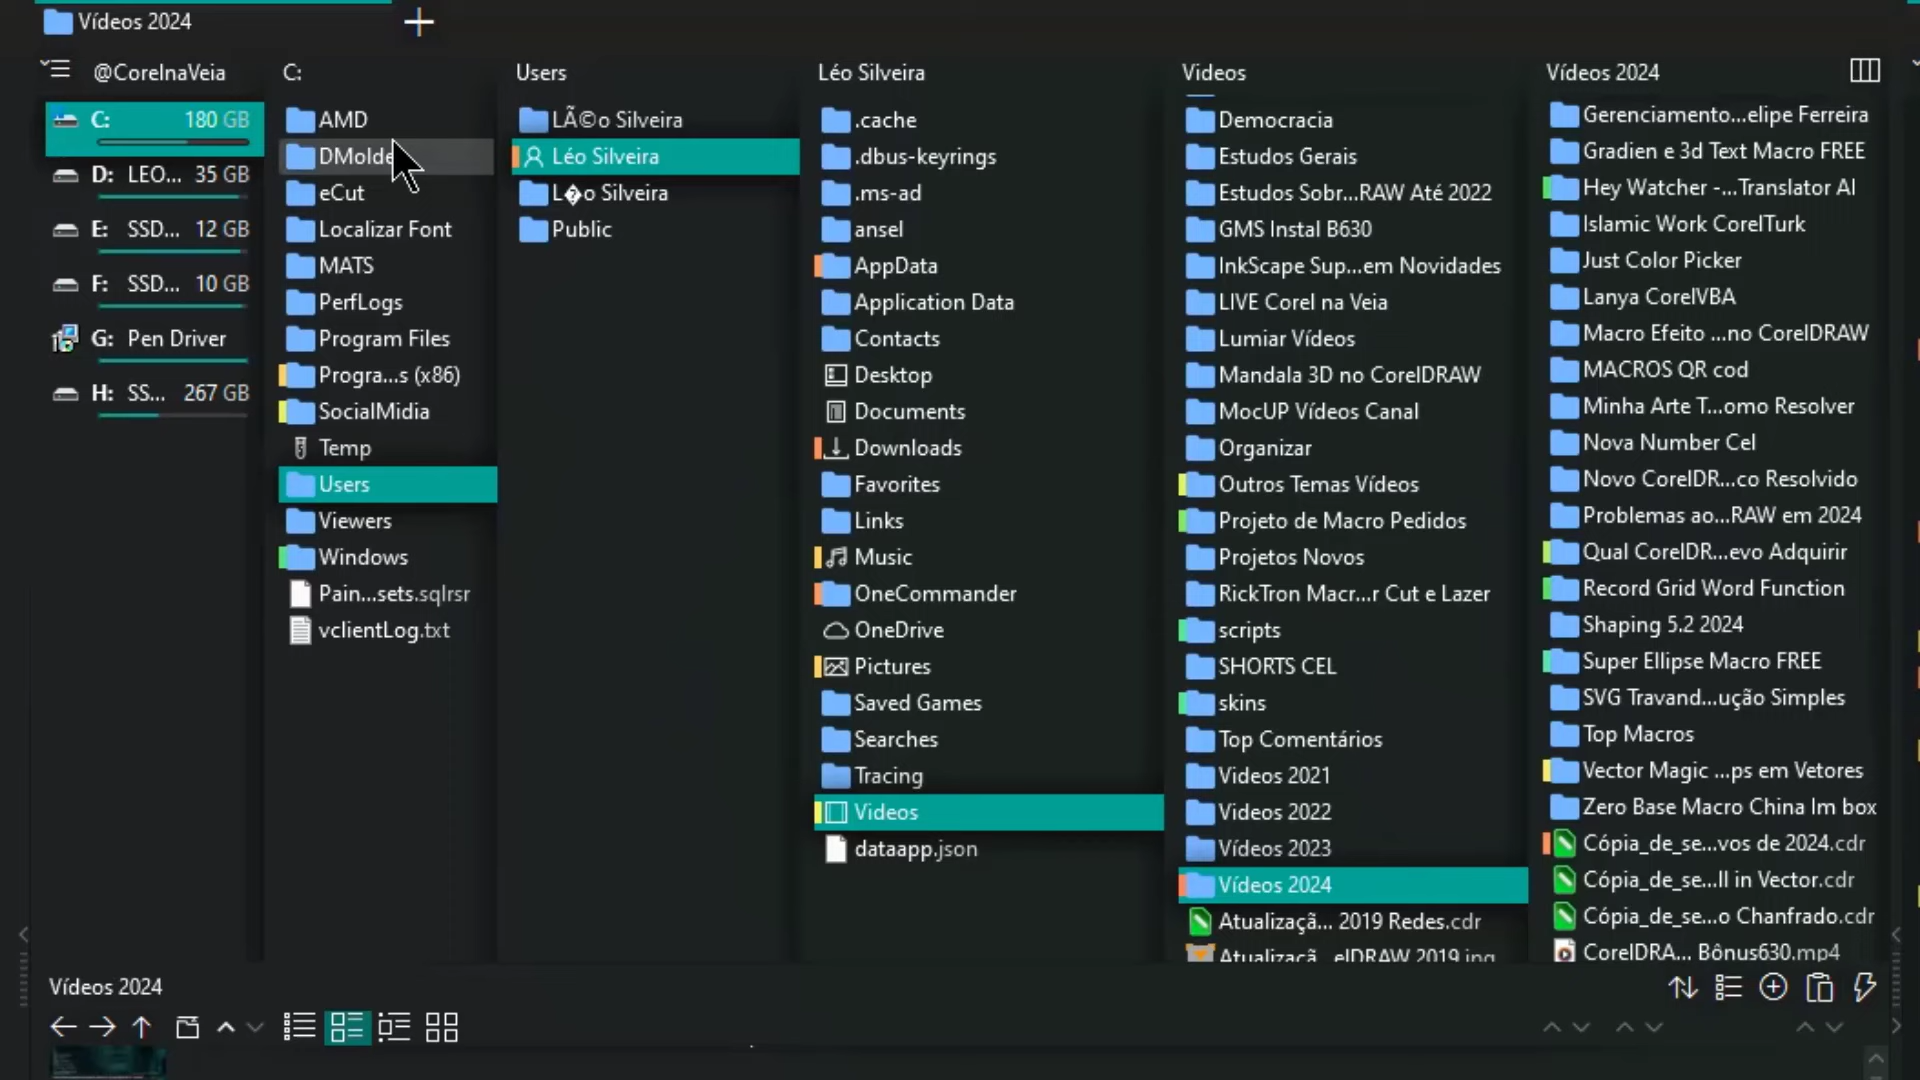 Vídeos 2024
@CorelnaVeia
C: 180 GB
D: LEO... 35 GB
E: SSD... 12 GB
F: SSD... 10 GB
G: Pen Driver
H: SS... 267 GB
C:
AMD
DMolde
eCut
Localizar Font
MATS
PerfLogs
Program Files
Progra...s (x86)
SocialMidia
Temp
Users
Viewers
Windows
Pain...sets.sqlrsr
vclientLog.txt
Users
LÃ©o Silveira
Léo Silveira
L�o Silveira
Public
Léo Silveira
.cache
.dbus-keyrings
.ms-ad
ansel
AppData
Application Data
Contacts
Desktop
Documents
Downloads
Favorites
Links
Music
OneCommander
OneDrive
Pictures
Saved Games
Searches
Tracing
Videos
dataapp.json
Videos
Democracia
Estudos Gerais
Estudos Sobr...RAW Até 2022
GMS Instal B630
InkScape Sup...em Novidades
LIVE Corel na Veia
Lumiar Vídeos
Mandala 3D no CorelDRAW
MocUP Vídeos Canal
Organizar
Outros Temas Vídeos
Projeto de Macro Pedidos
Projetos Novos
RickTron Macr...r Cut e Lazer
scripts
SHORTS CEL
skins
Top Comentários
Videos 2021
Videos 2022
Vídeos 2023
Vídeos 2024
Atualizaçã... 2019 Redes.cdr
Atualizaçã...elDRAW 2019.jpg
Vídeos 2024
Gerenciamento...elipe Ferreira
Gradien e 3d Text Macro FREE
Hey Watcher -...Translator AI
Islamic Work CorelTurk
Just Color Picker
Lanya CorelVBA
Macro Efeito ...no CorelDRAW
MACROS QR cod
Minha Arte T...omo Resolver
Nova Number Cel
Novo CorelDR...co Resolvido
Problemas ao...RAW em 2024
Qual CorelDR...evo Adquirir
Record Grid Word Function
Shaping 5.2 2024
Super Ellipse Macro FREE
SVG Travand...ução Simples
Top Macros
Vector Magic ...ps em Vetores
Zero Base Macro China Im box
Cópia_de_se...vos de 2024.cdr
Cópia_de_se...ll in Vector.cdr
Cópia_de_se...o Chanfrado.cdr
CorelDRA... Bônus630.mp4
Vídeos 2024